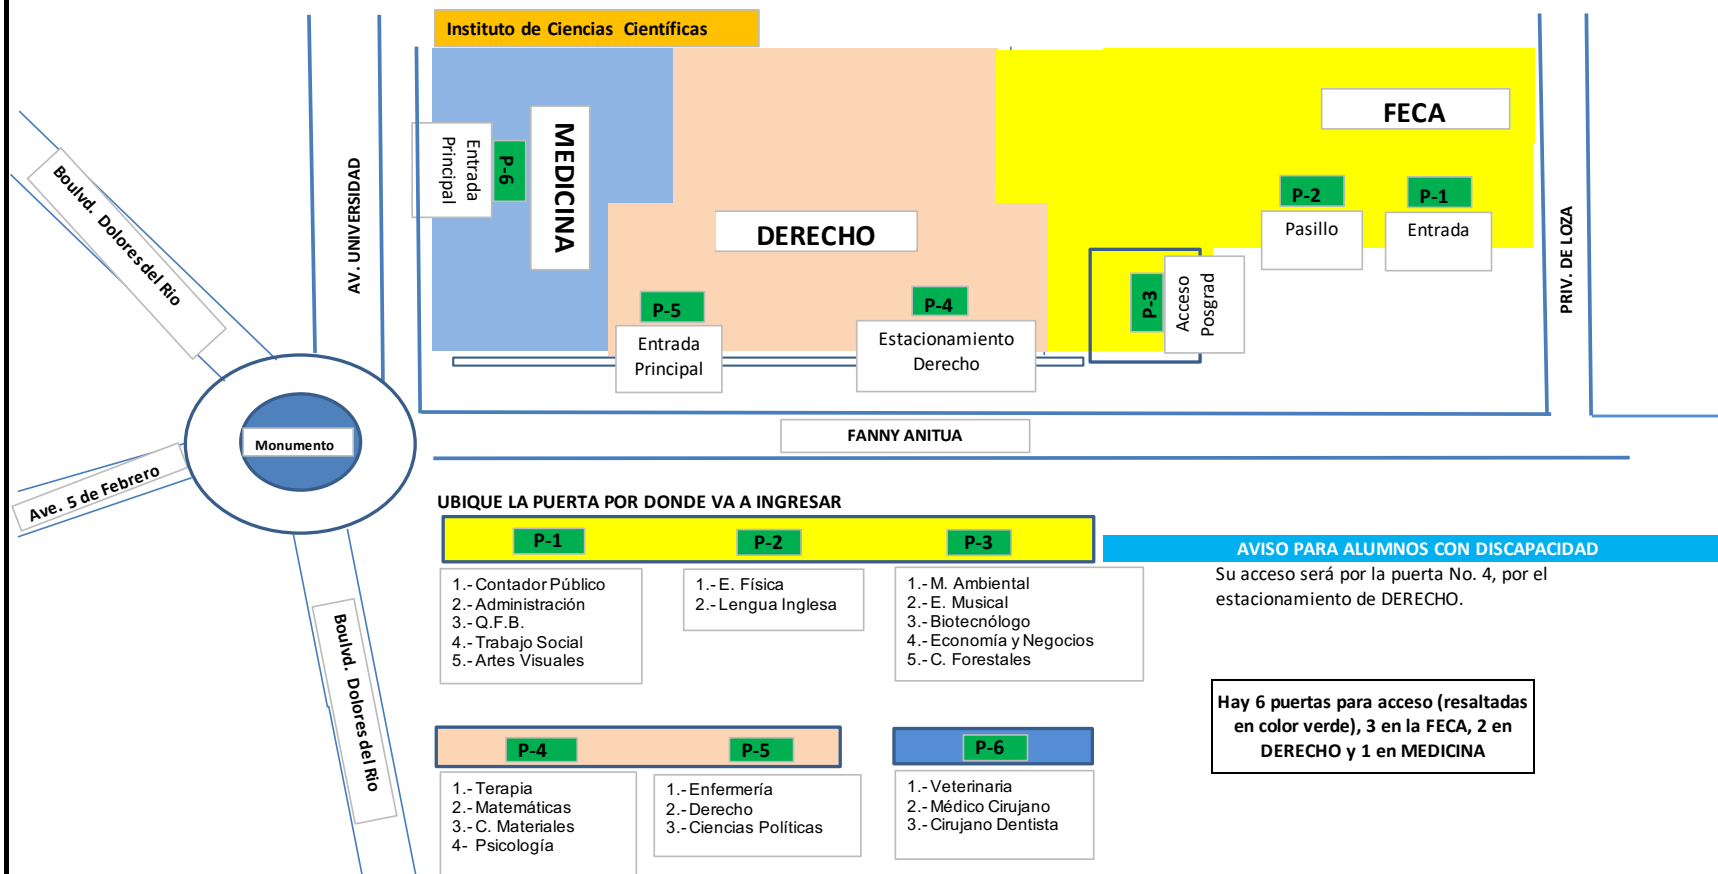 Instituto de Ciencias Científicas
MEDICINA
Entrada
Principal
P-6
DERECHO
FECA
P-2
Pasillo
P-1
Entrada
P-3
Acceso
Posgrad
P-5
Entrada
Principal
P-4
Estacionamiento
Derecho
AV. UNIVERSIDAD
PRIV. DE LOZA
Boulvd. Dolores del Rio
Monumento
Ave. 5 de Febrero
FANNY ANITUA
Boulvd. Dolores del Rio
UBIQUE LA PUERTA POR DONDE VA A INGRESAR
P-1
1.- Contador Público
2.- Administración
3.- Q.F.B.
4.- Trabajo Social
5.- Artes Visuales
P-2
1.- E. Física
2.- Lengua Inglesa
P-3
1.- M. Ambiental
2.- E. Musical
3.- Biotecnólogo
4.- Economía y Negocios
5.- C. Forestales
AVISO PARA ALUMNOS CON DISCAPACIDAD
Su acceso será por la puerta No. 4, por el
estacionamiento de DERECHO.
P-4
1.- Terapia
2.- Matemáticas
3.- C. Materiales
4- Psicología
P-5
1.- Enfermería
2.- Derecho
3.- Ciencias Políticas
P-6
1.- Veterinaria
2.- Médico Cirujano
3.- Cirujano Dentista
Hay 6 puertas para acceso (resaltadas
en color verde), 3 en la FECA, 2 en
DERECHO y 1 en MEDICINA